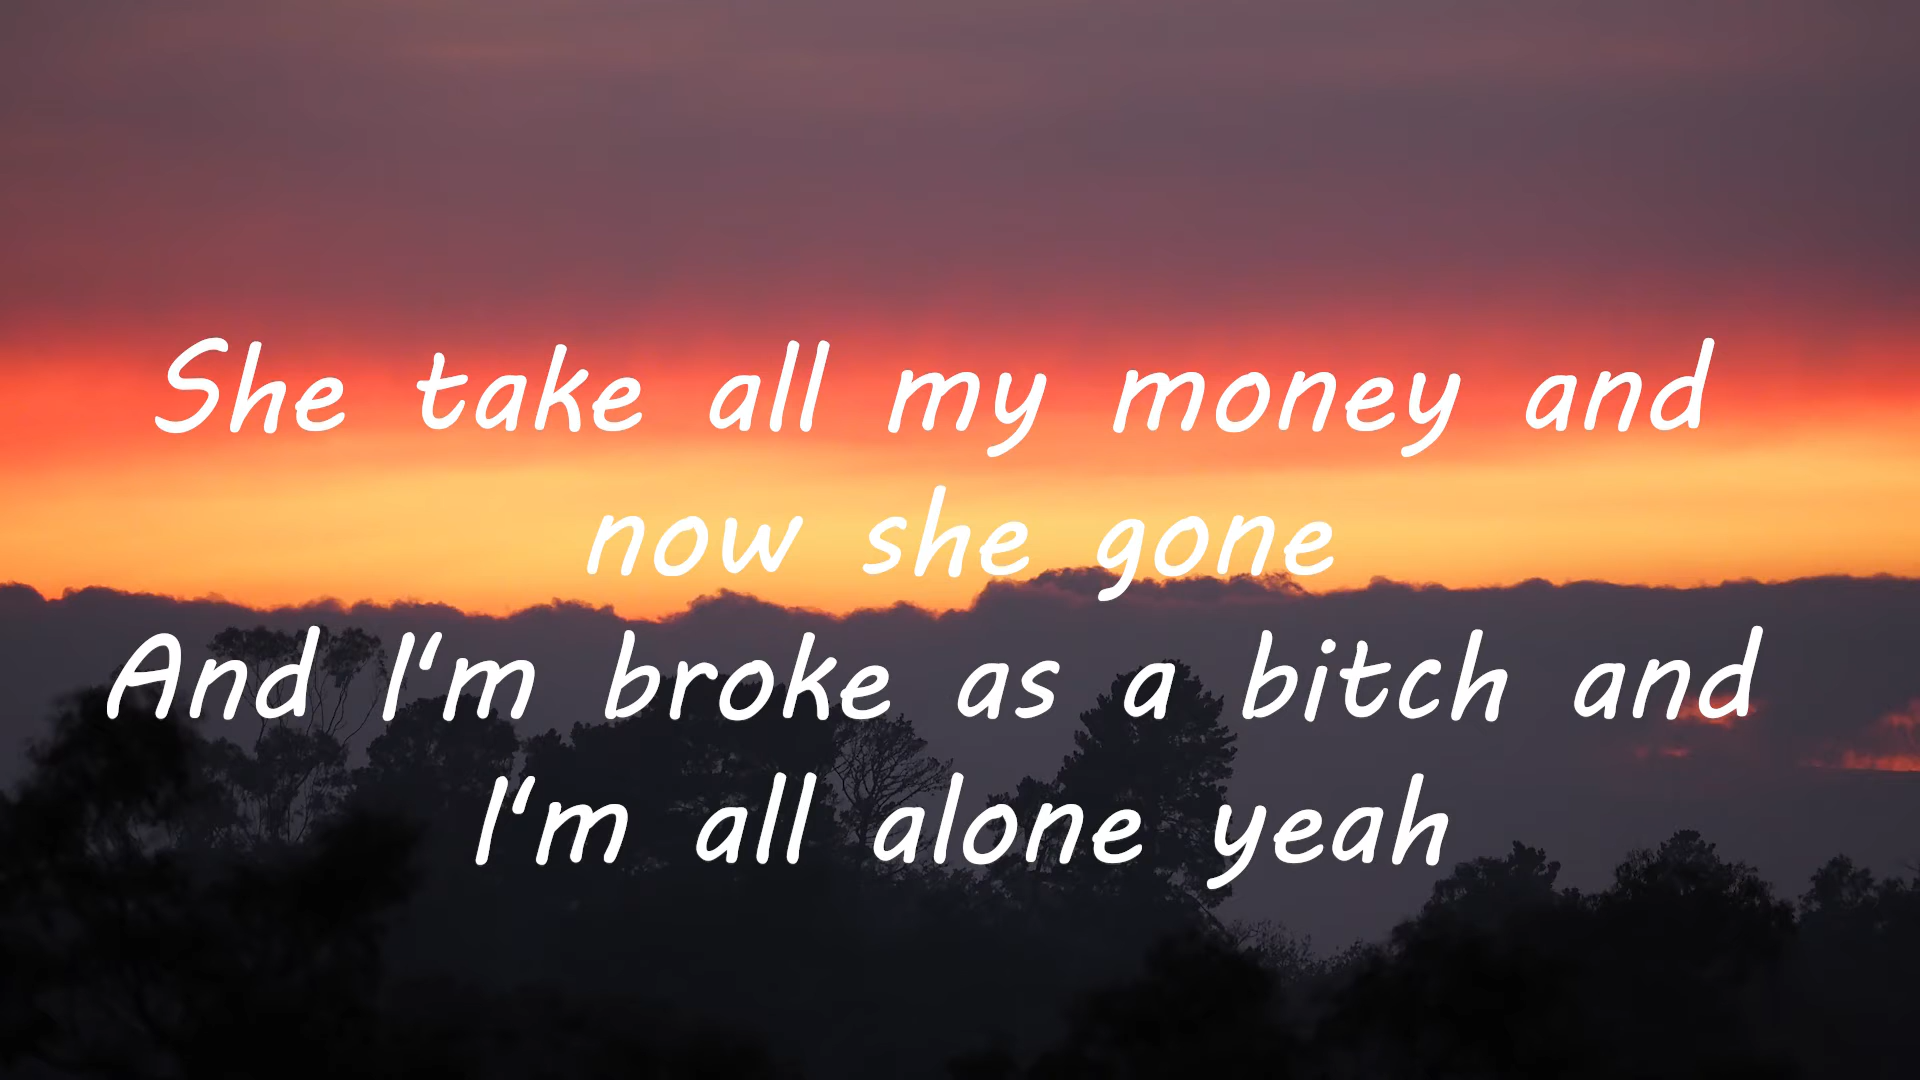 She take all my money and
now she gone
And I'm broke as a bitch and
I'm all alone yeah